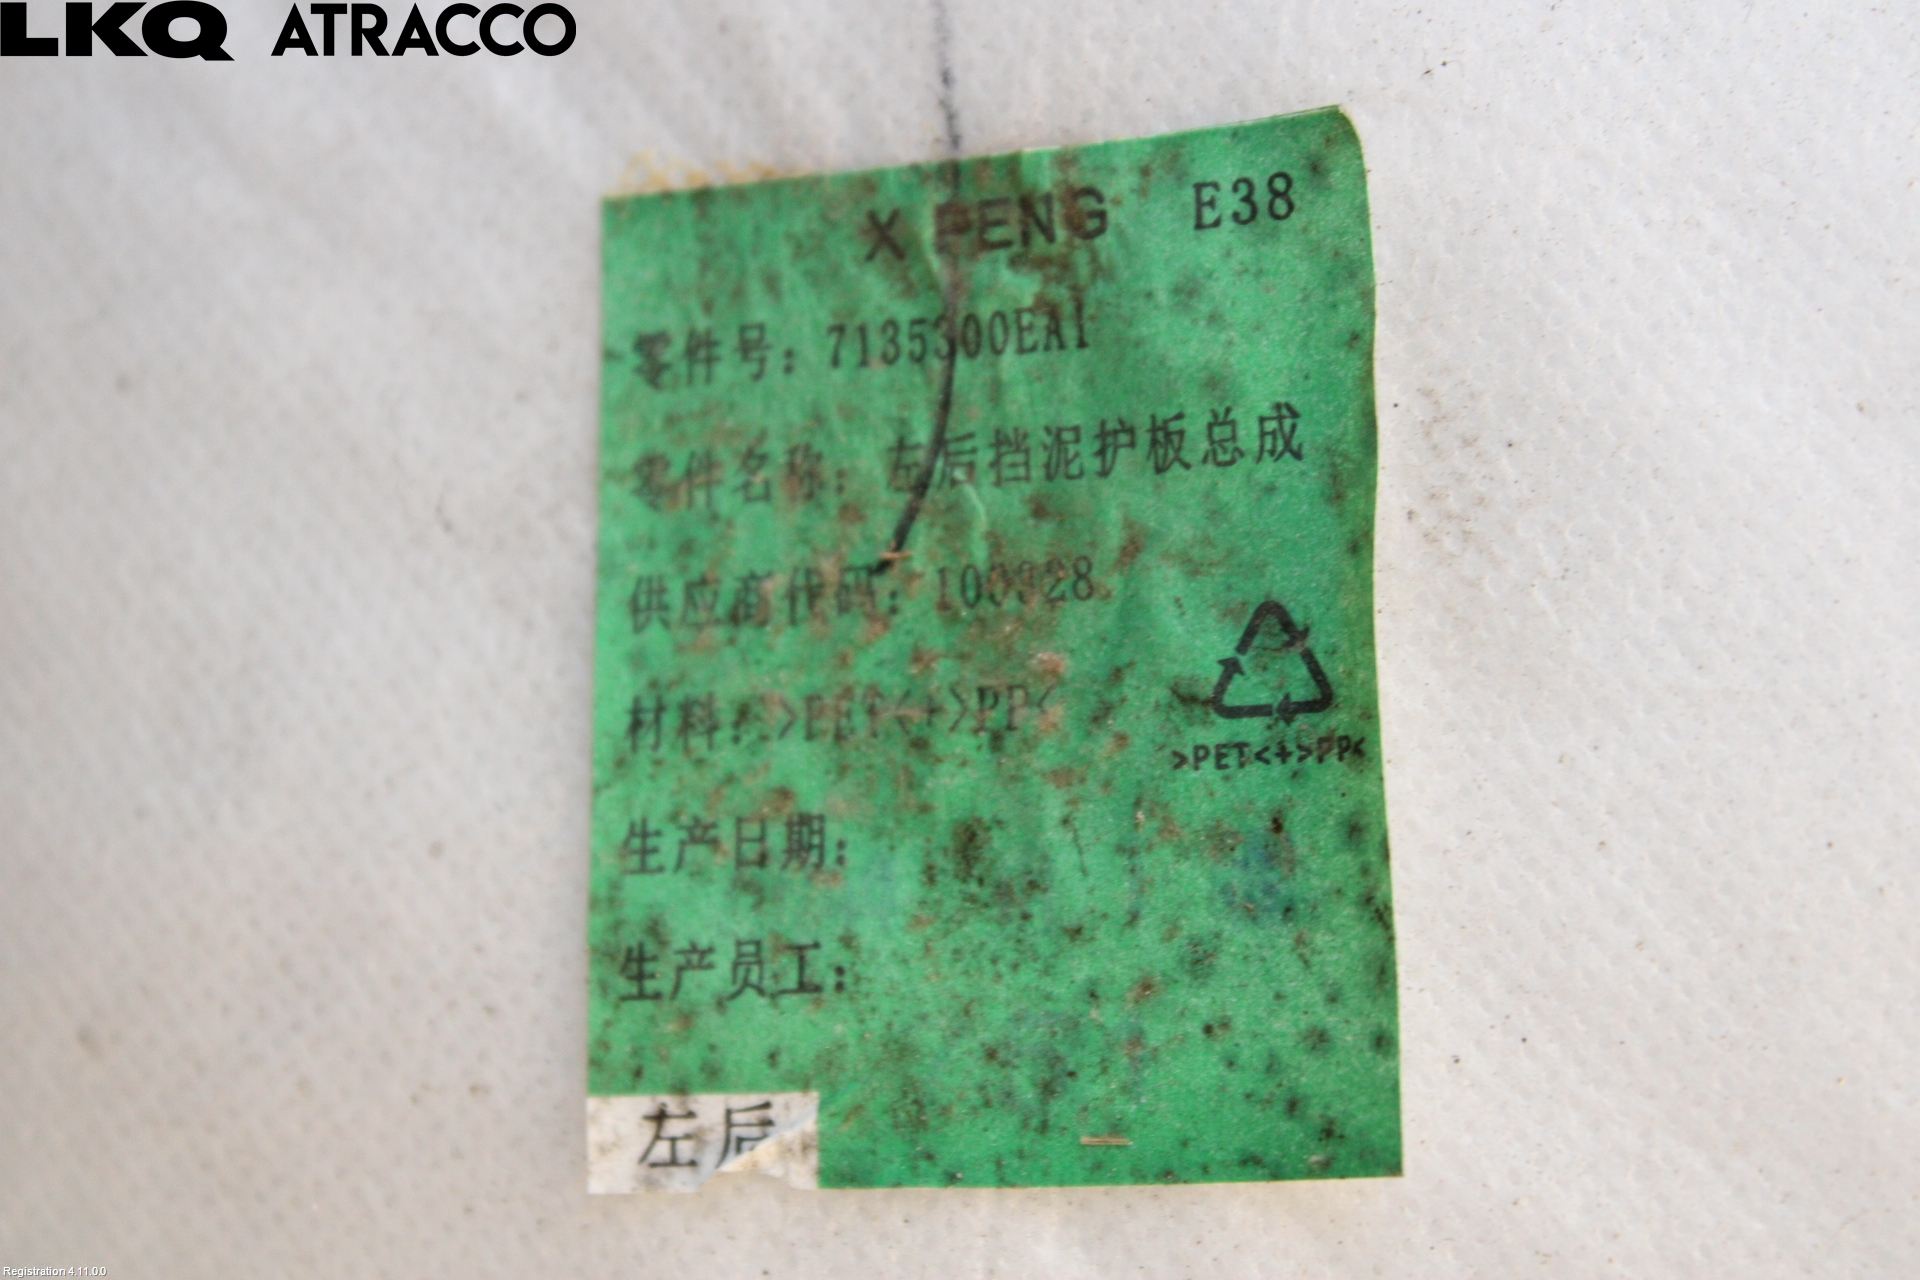 LKQ ATRACCO
X PENG E38
零件号: 7135300EA1
零件名称: 左后挡泥护板总成
供应商代码:
材料: >PET<+>PP<
>PET<+>PP<
生产日期:
生产员工:
左后
Registration 4.11.0.0